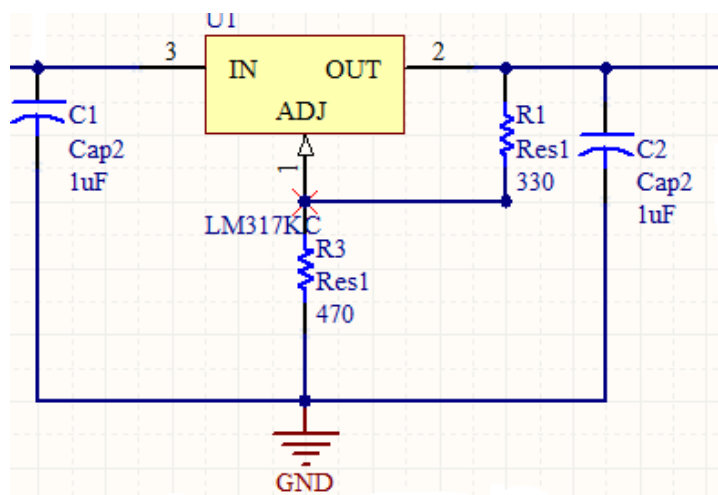 U1
3
2
IN
OUT
ADJ
C1
Cap2
1uF
1
R1
Res1
330
C2
Cap2
1uF
LM317KC
R3
Res1
470
GND